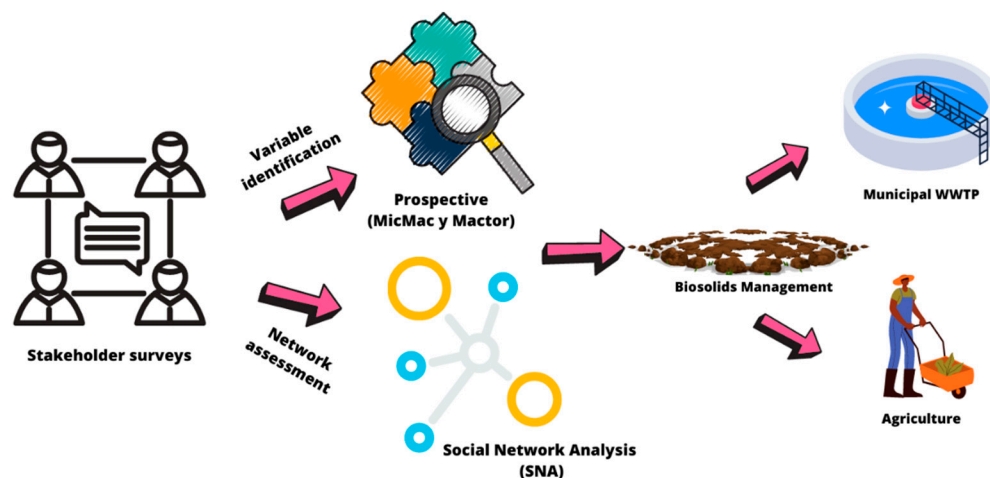 Variable
identification
Prospective
(MicMac y Mactor)
Municipal WWTP
Stakeholder surveys
Network
assessment
Biosolids Management
Social Network Analysis
(SNA)
Agriculture